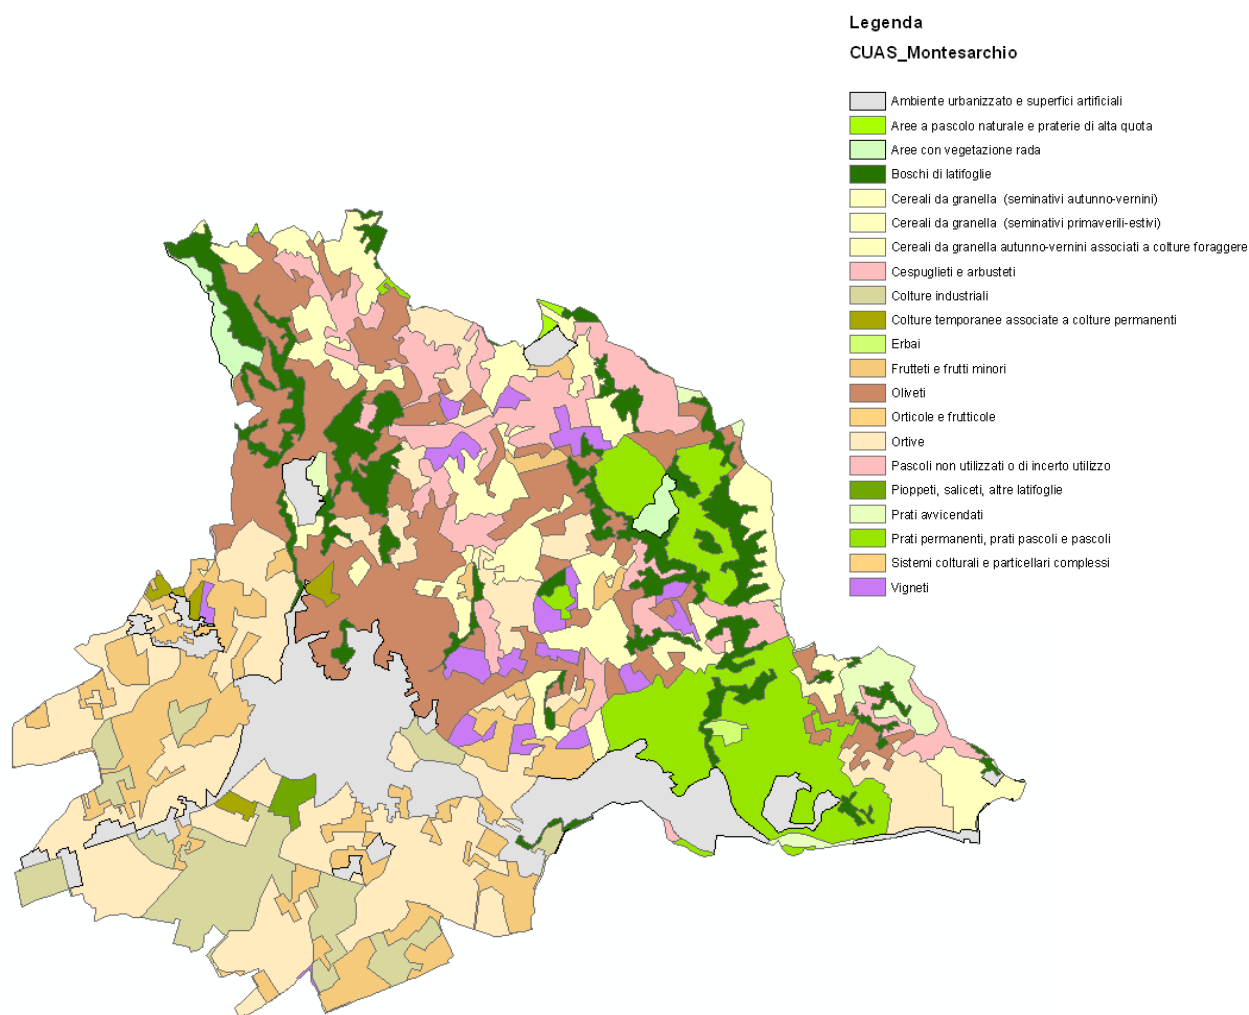 Legenda
CUAS_Montesarchio
Ambiente urbanizzato e superfici artificiali
Aree a pascolo naturale e praterie di alta quota
Aree con vegetazione rada
Boschi di latifoglie
Cereali da granella (seminativi autunno-vernini)
Cereali da granella (seminativi primaverili-estivi)
Cereali da granella autunno-vernini associati a colture foraggere
Cespuglieti e arbusteti
Colture industriali
Colture temporanee associate a colture permanenti
Erbai
Frutteti e frutti minori
Oliveti
Orticole e frutticole
Ortive
Pascoli non utilizzati o di incerto utilizzo
Pioppeti, saliceti, altre latifoglie
Prati avvicendati
Prati permanenti, prati pascoli e pascoli
Sistemi colturali e particellari complessi
Vigneti